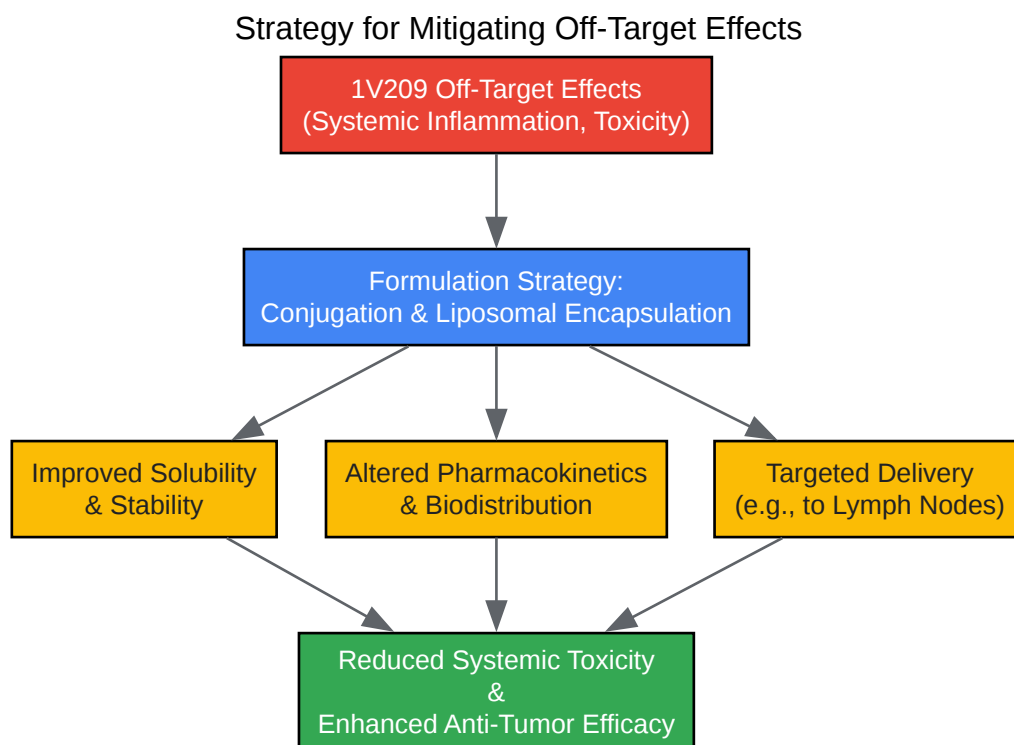 Strategy for Mitigating Off-Target Effects
1V209 Off-Target Effects
(Systemic Inflammation, Toxicity)
Formulation Strategy:
Conjugation & Liposomal Encapsulation
Improved Solubility
& Stability
Altered Pharmacokinetics
& Biodistribution
Targeted Delivery
(e.g., to Lymph Nodes)
Reduced Systemic Toxicity
&
Enhanced Anti-Tumor Efficacy